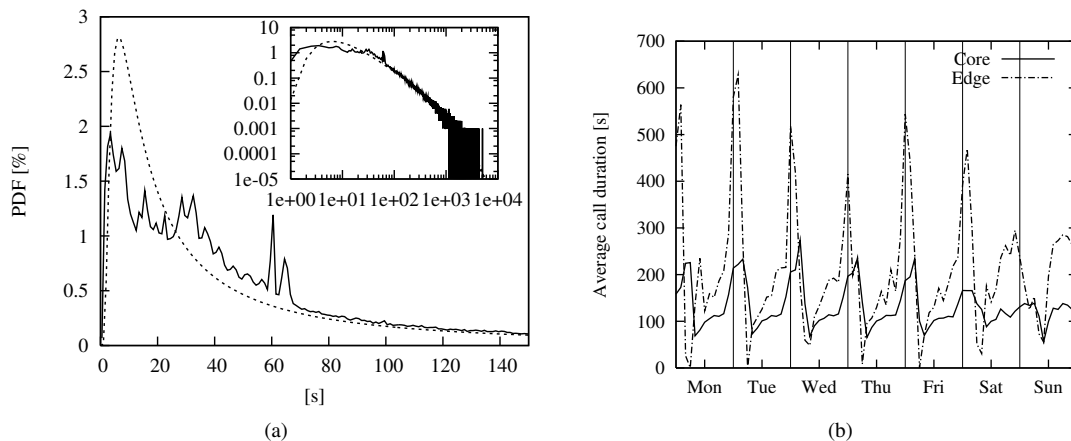 3
2.5
2
1.5
1
0.5
0
PDF [%]
0 20 40 60 80 100 120 140
[s]
10
1
0.1
0.01
0.001
0.0001
1e-05
1e+00 1e+01 1e+02 1e+03 1e+04
(a)
700
600
500
400
300
200
100
0
Average call duration [s]
Core
Edge
Mon Tue Wed Thu Fri Sat Sun
(b)